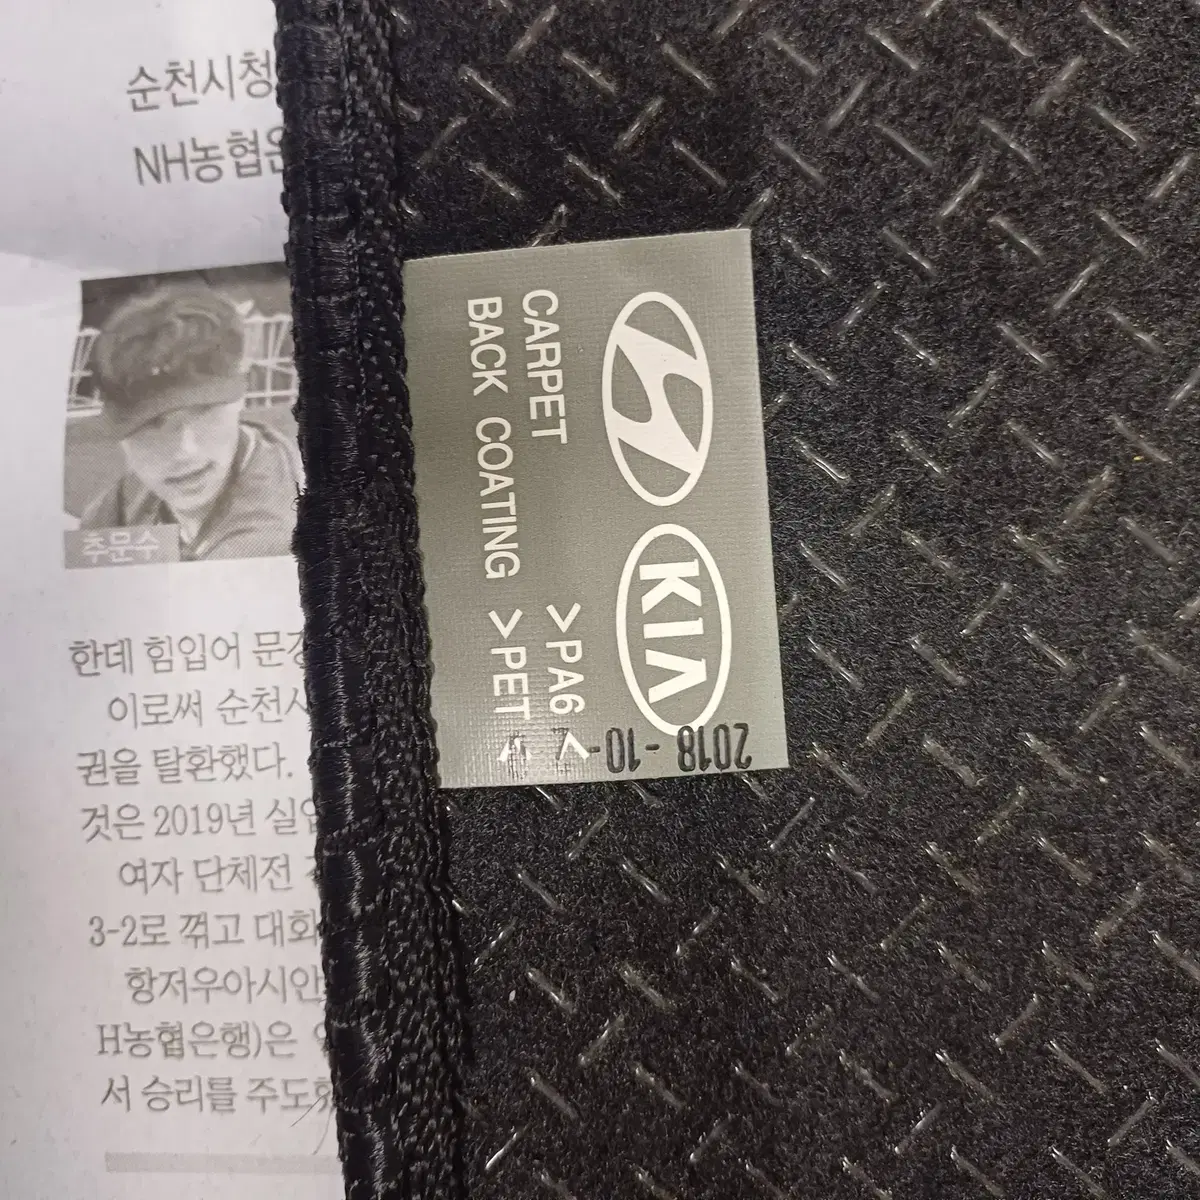 순천시청
NH농협은
추문수
한데 힘입어 문경
이로써 순천시
권을 탈환했다.
것은 2019년 실업
여자 단체전
3-2로 꺾고 대회
항저우아시안
H농협은행)은
서 승리를 주도했
KIA
CARPET >PA6<
BACK COATING >PET<
2018-10-